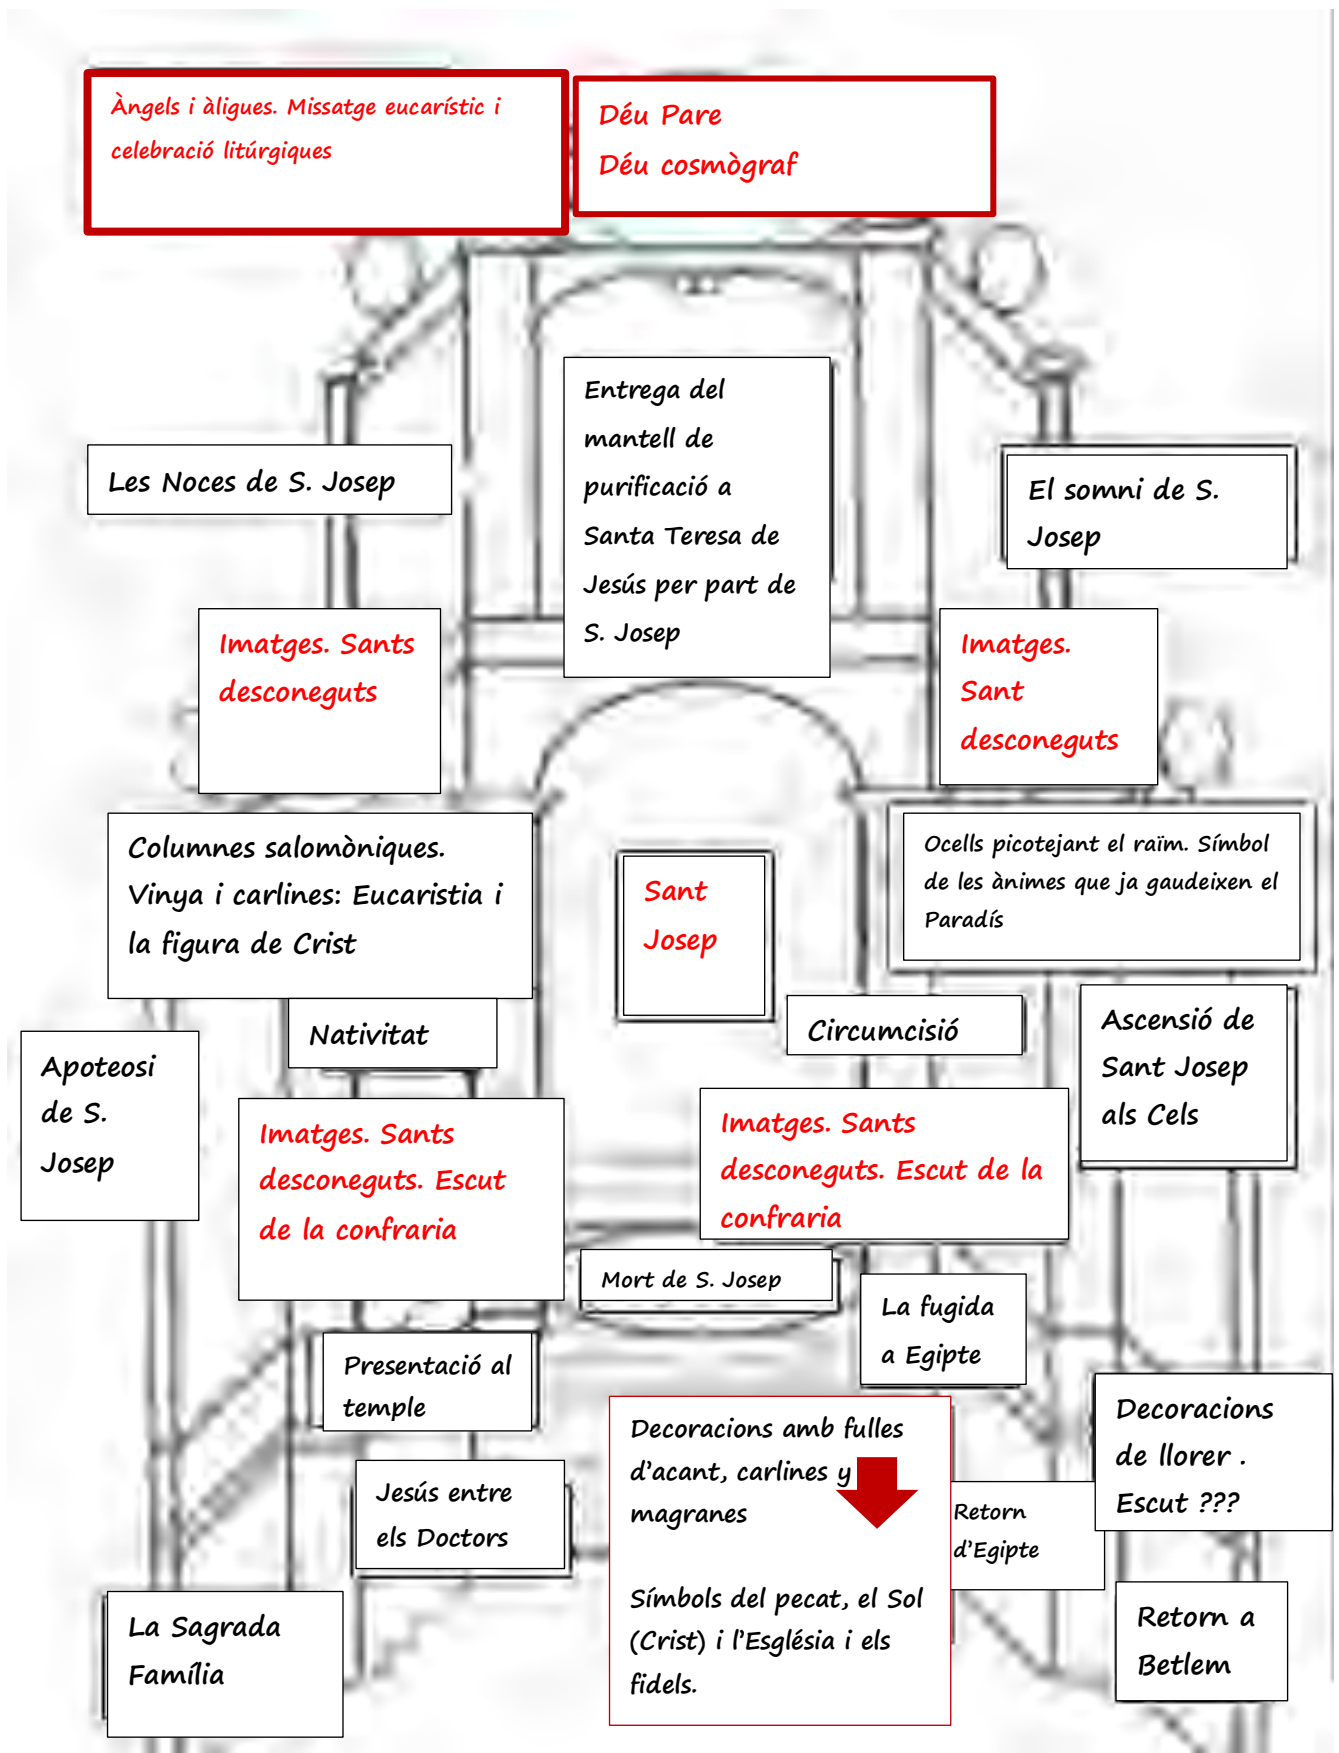 Àngels i àligues. Missatge eucarístic i
celebració litúrgiques
Déu Pare
Déu cosmògraf
Entrega del
mantell de
purificació a
Santa Teresa de
Jesús per part de
S. Josep
Les Noces de S. Josep
El somni de S.
Josep
Imatges. Sants
desconeguts
Imatges.
Sant
desconeguts
Columnes salomòniques.
Vinya i carlines: Eucaristia i
la figura de Crist
Sant
Josep
Ocells picotejant el raïm. Símbol
de les ànimes que ja gaudeixen el
Paradís
Nativitat
Circumcisió
Ascensió de
Sant Josep
als Cels
Apoteosi
de S.
Josep
Imatges. Sants
desconeguts. Escut
de la confraria
Imatges. Sants
desconeguts. Escut de la
confraria
Mort de S. Josep
La fugida
a Egipte
Presentació al
temple
Decoracions amb fulles
d'acant, carlines y
magranes
Símbols del pecat, el Sol
(Crist) i l'Església i els
fidels.
Decoracions
de llorer .
Escut ???
Jesús entre
els Doctors
Retorn
d'Egipte
La Sagrada
Família
Retorn a
Betlem